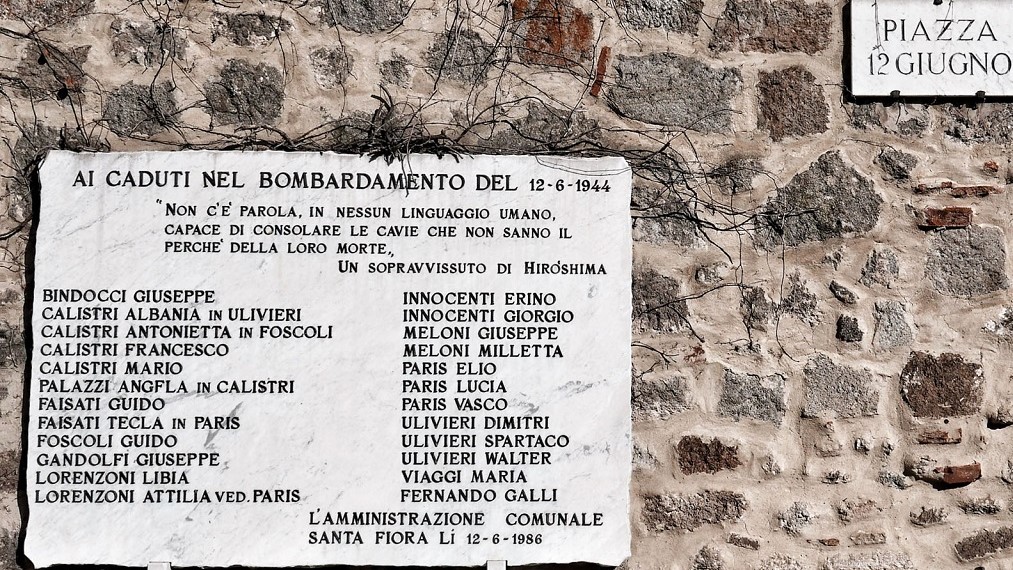 PIAZZA
12 GIUGNO
AI CADUTI NEL BOMBARDAMENTO DEL 12-6-1944
"NON C'E' PAROLA, IN NESSUN LINGUAGGIO UMANO,
CAPACE DI CONSOLARE LE CAVIE CHE NON SANNO IL
PERCHE' DELLA LORO MORTE.„
UN SOPRAVVISSUTO DI HIROSHIMA
BINDOCCI GIUSEPPE
CALISTRI ALBANIA IN ULIVIERI
CALISTRI ANTONIETTA IN FOSCOLI
CALISTRI FRANCESCO
CALISTRI MARIO
PALAZZI ANGFLA IN CALISTRI
FAISATI GUIDO
FAISATI TECLA IN PARIS
FOSCOLI GUIDO
GANDOLFI GIUSEPPE
LORENZONI LIBIA
LORENZONI ATTILIA VED. PARIS
INNOCENTI ERINO
INNOCENTI GIORGIO
MELONI GIUSEPPE
MELONI MILLETTA
PARIS ELIO
PARIS LUCIA
PARIS VASCO
ULIVIERI DIMITRI
ULIVIERI SPARTACO
ULIVIERI WALTER
VIAGGI MARIA
FERNANDO GALLI
L'AMMINISTRAZIONE COMUNALE
SANTA FIORA LÍ 12-6-1986